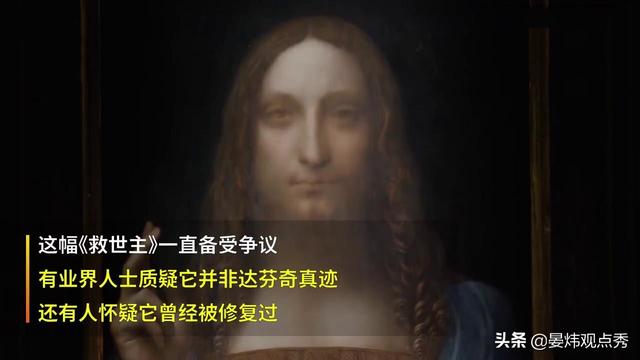 这幅《救世主》一直备受争议
有业界人士质疑它并非达芬奇真迹
还有人怀疑它曾经被修复过
头条 @晏炜观点秀